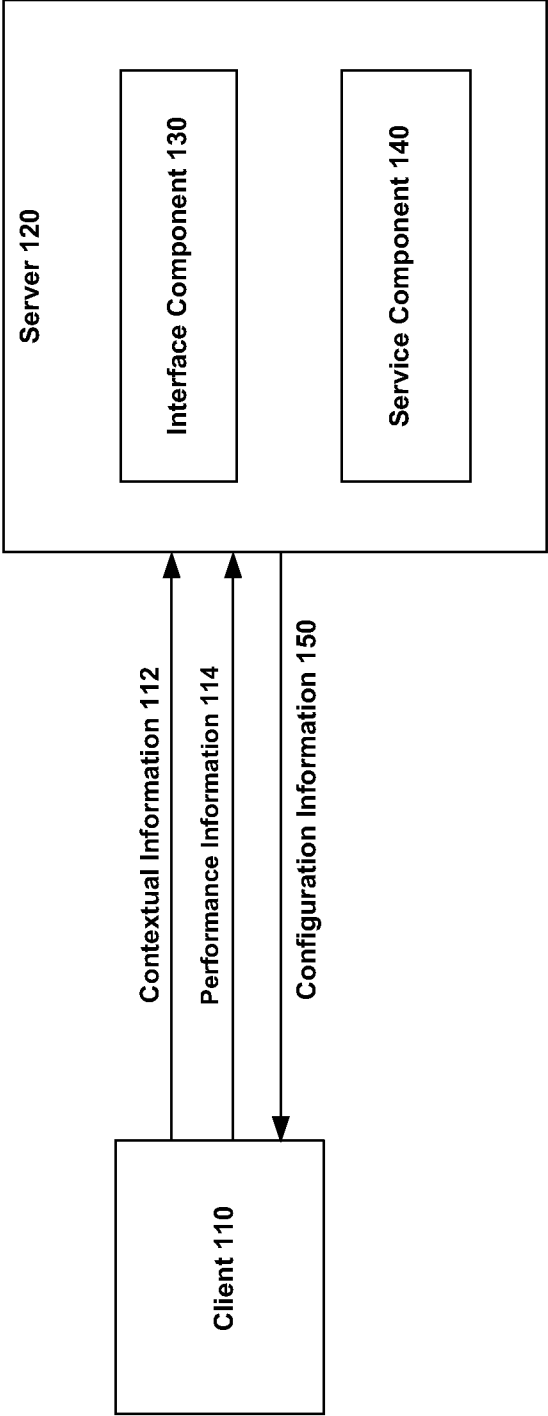 Server 120
Interface Component 130
Service Component 140
Contextual Information 112
Performance Information 114
Configuration Information 150
Client 110